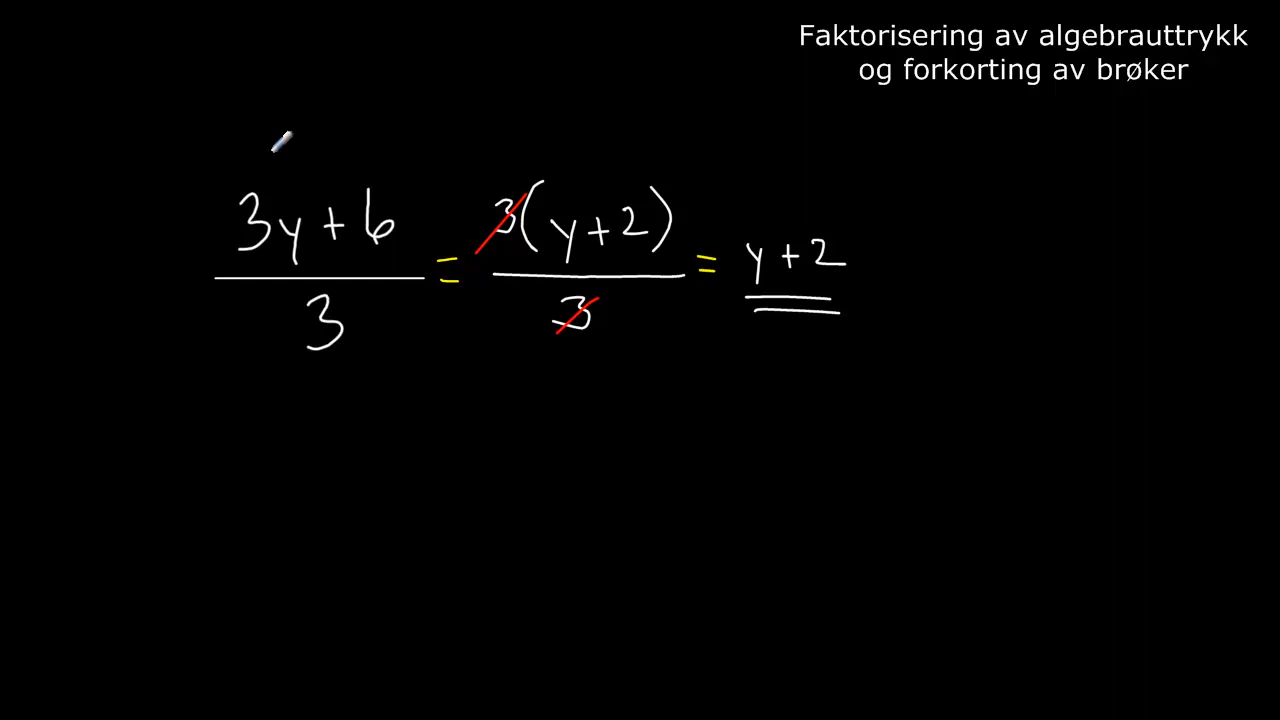 Faktorisering av algebrauttrykk
og forkorting av brøker
3y+6 = 3(y+2) = y+2
3 3